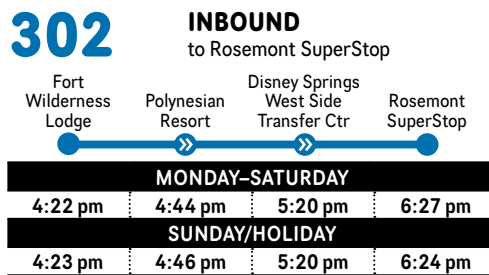 302
INBOUND
to Rosemont SuperStop
Fort
Wilderness
Lodge
Polynesian
Resort
Disney Springs
West Side
Transfer Ctr
Rosemont
SuperStop
MONDAY–SATURDAY
4:22 pm 4:44 pm 5:20 pm 6:27 pm
SUNDAY/HOLIDAY
4:23 pm 4:46 pm 5:20 pm 6:24 pm